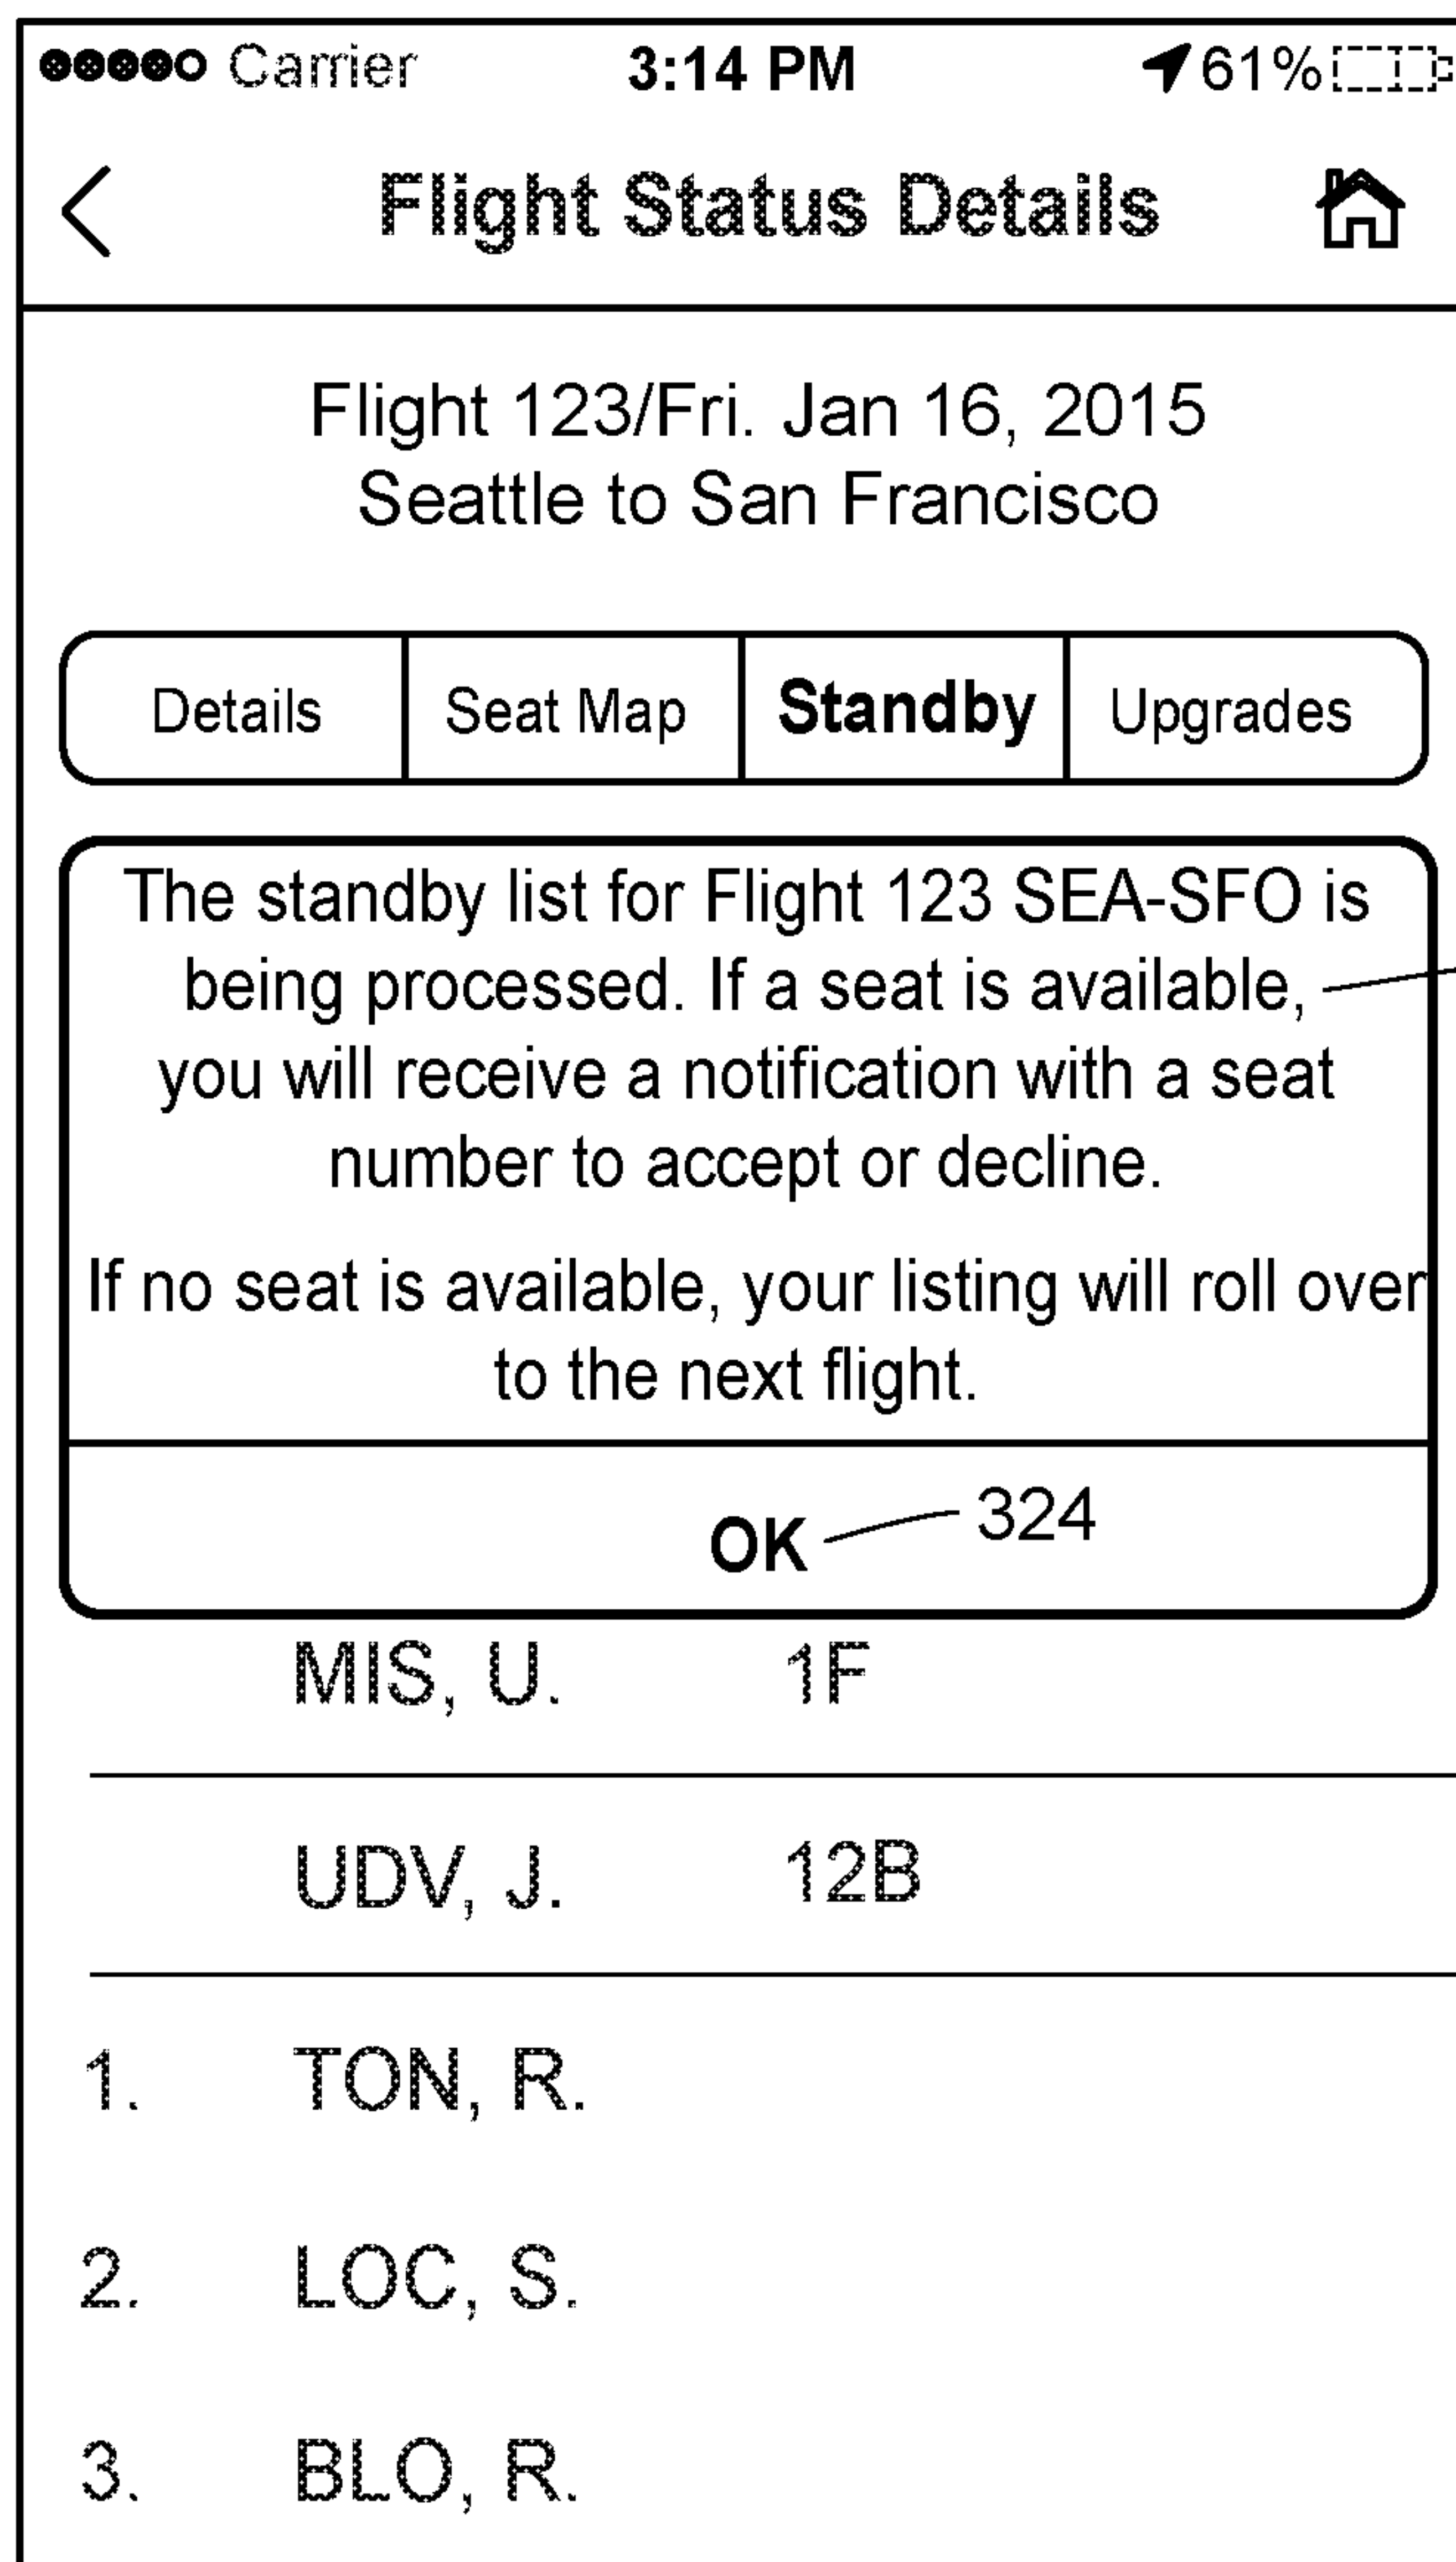 Carrier 3:14 PM 61%
Flight Status Details
Flight 123/Fri. Jan 16, 2015
Seattle to San Francisco
Details Seat Map Standby Upgrades
The standby list for Flight 123 SEA-SFO is
being processed. If a seat is available,
you will receive a notification with a seat
number to accept or decline.
If no seat is available, your listing will roll over
to the next flight.
OK 324
MIS, U. 1F
UDV, J. 12B
1. TON, R.
2. LOC, S.
3. BLO, R.